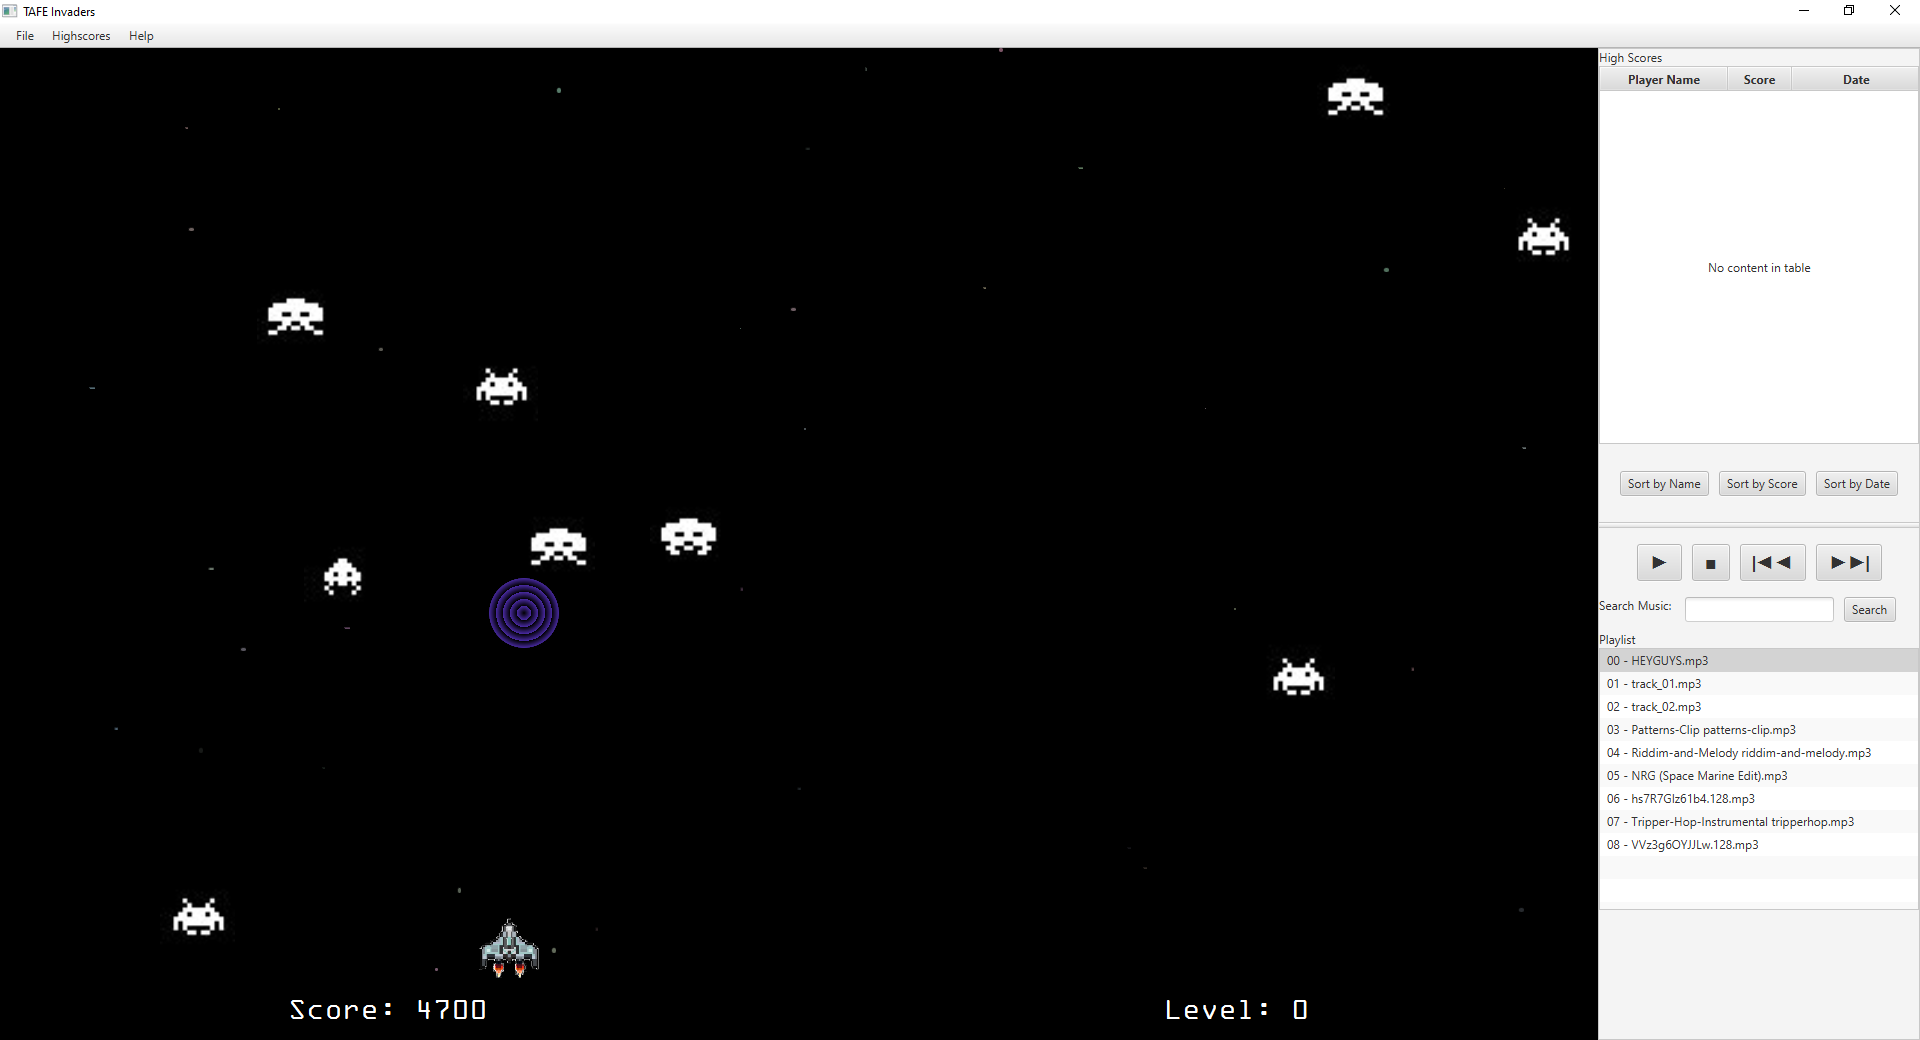 TAFE Invaders
File Highscores Help
High Scores
Player Name Score Date
No content in table
Sort by Name Sort by Score Sort by Date
Search Music: Search
Playlist
00 - HEYGUYS.mp3
01 - track_01.mp3
02 - track_02.mp3
03 - Patterns-Clip patterns-clip.mp3
04 - Riddim-and-Melody riddim-and-melody.mp3
05 - NRG (Space Marine Edit).mp3
06 - hs7R7Glz61b4.128.mp3
07 - Tripper-Hop-Instrumental tripperhop.mp3
08 - VVz3g6OYJJLw.128.mp3
Score: 4700 Level: 0